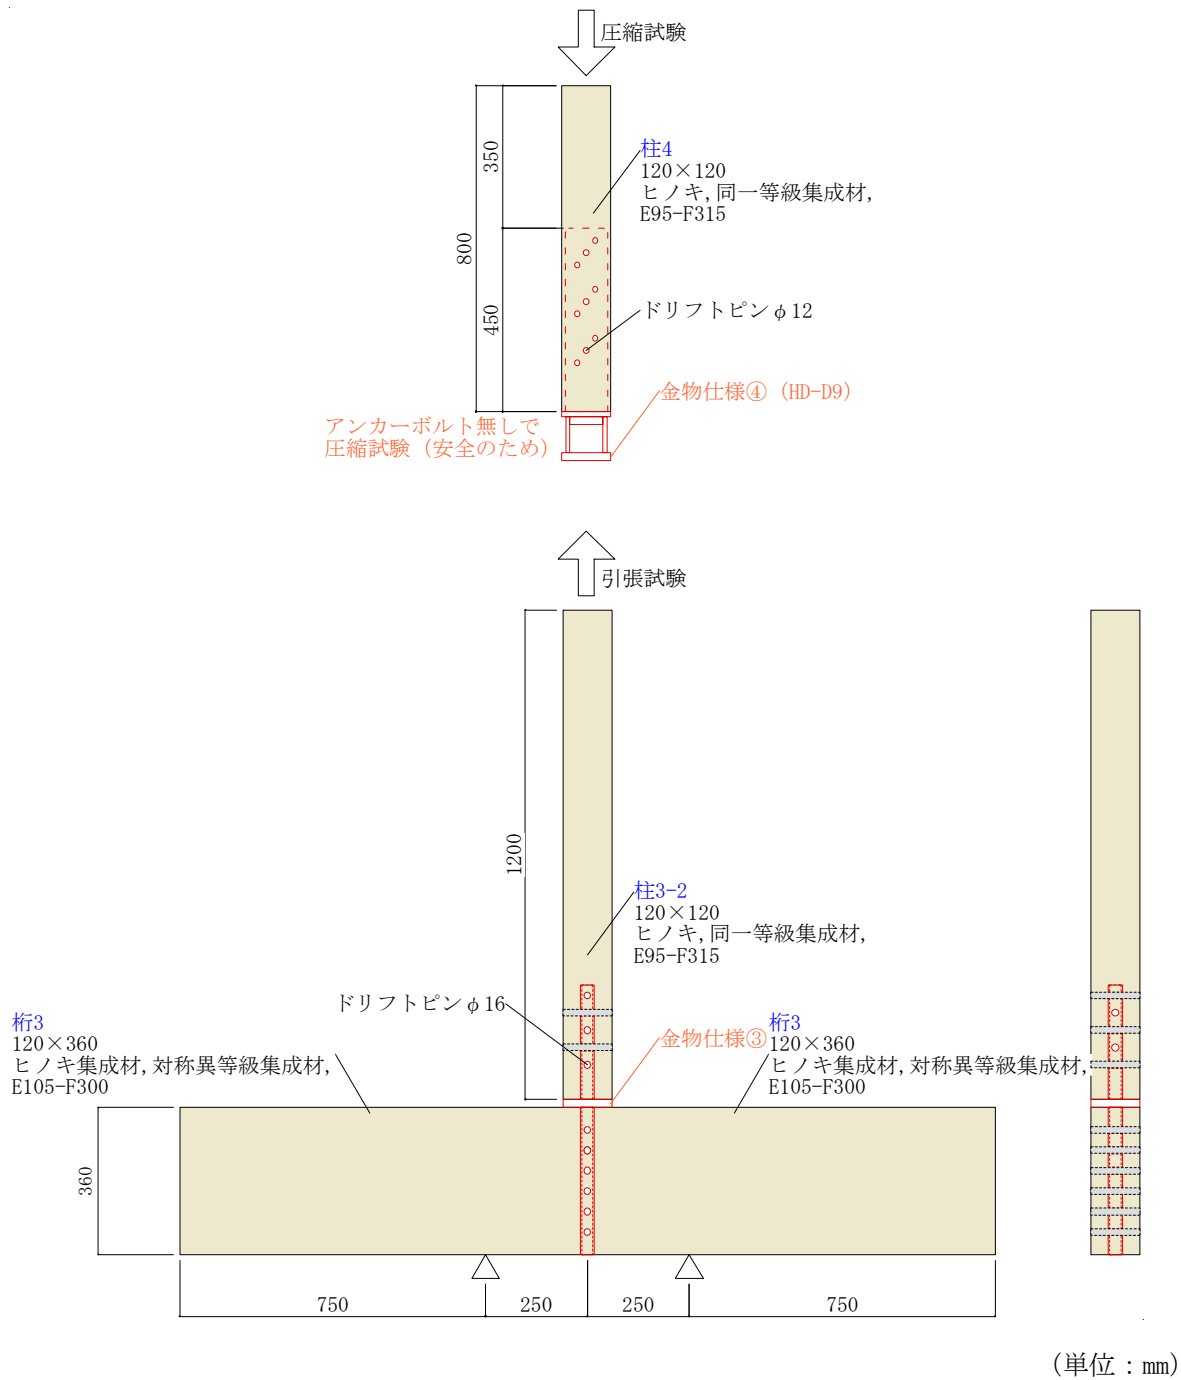 圧縮試験
350
800
450
柱4
120×120
ヒノキ,同一等級集成材,
E95-F315
ドリフトピンφ12
金物仕様④ (HD-D9)
アンカーボルト無しで
圧縮試験 (安全のため)
引張試験
1200
柱3-2
120×120
ヒノキ,同一等級集成材,
E95-F315
ドリフトピンφ16
金物仕様③
桁3
120×360
ヒノキ集成材,対称異等級集成材,
E105-F300
桁3
120×360
ヒノキ集成材,対称異等級集成材,
E105-F300
360
750
250
250
750
(単位:mm)